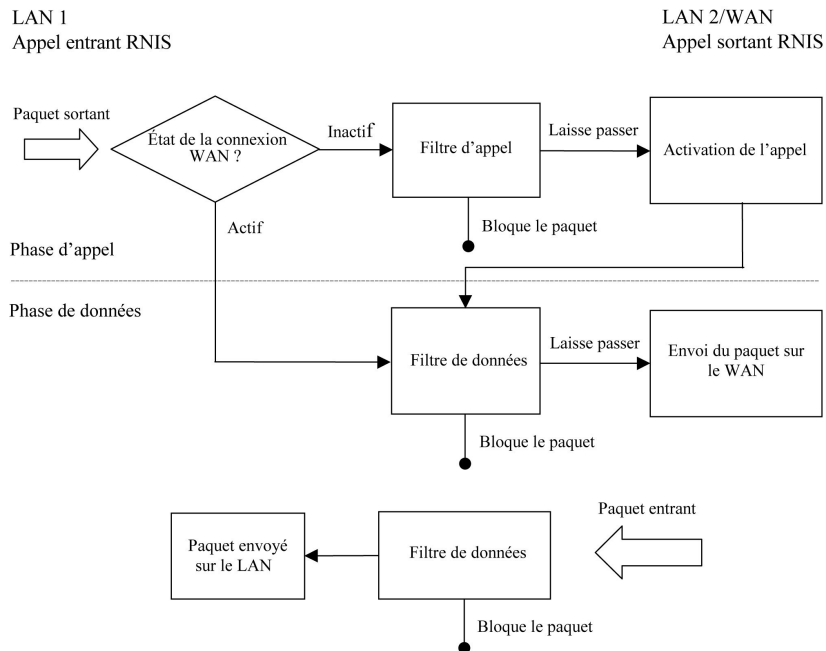 LAN 1
Appel entrant RNIS
LAN 2/WAN
Appel sortant RNIS
Paquet sortant
État de la connexion
WAN ?
Inactif
Filtre d'appel
Laisse passer
Activation de l'appel
Bloque le paquet
Actif
Phase d'appel
Phase de données
Filtre de données
Laisse passer
Envoi du paquet sur
le WAN
Bloque le paquet
Paquet entrant
Paquet envoyé
sur le LAN
Filtre de données
Bloque le paquet